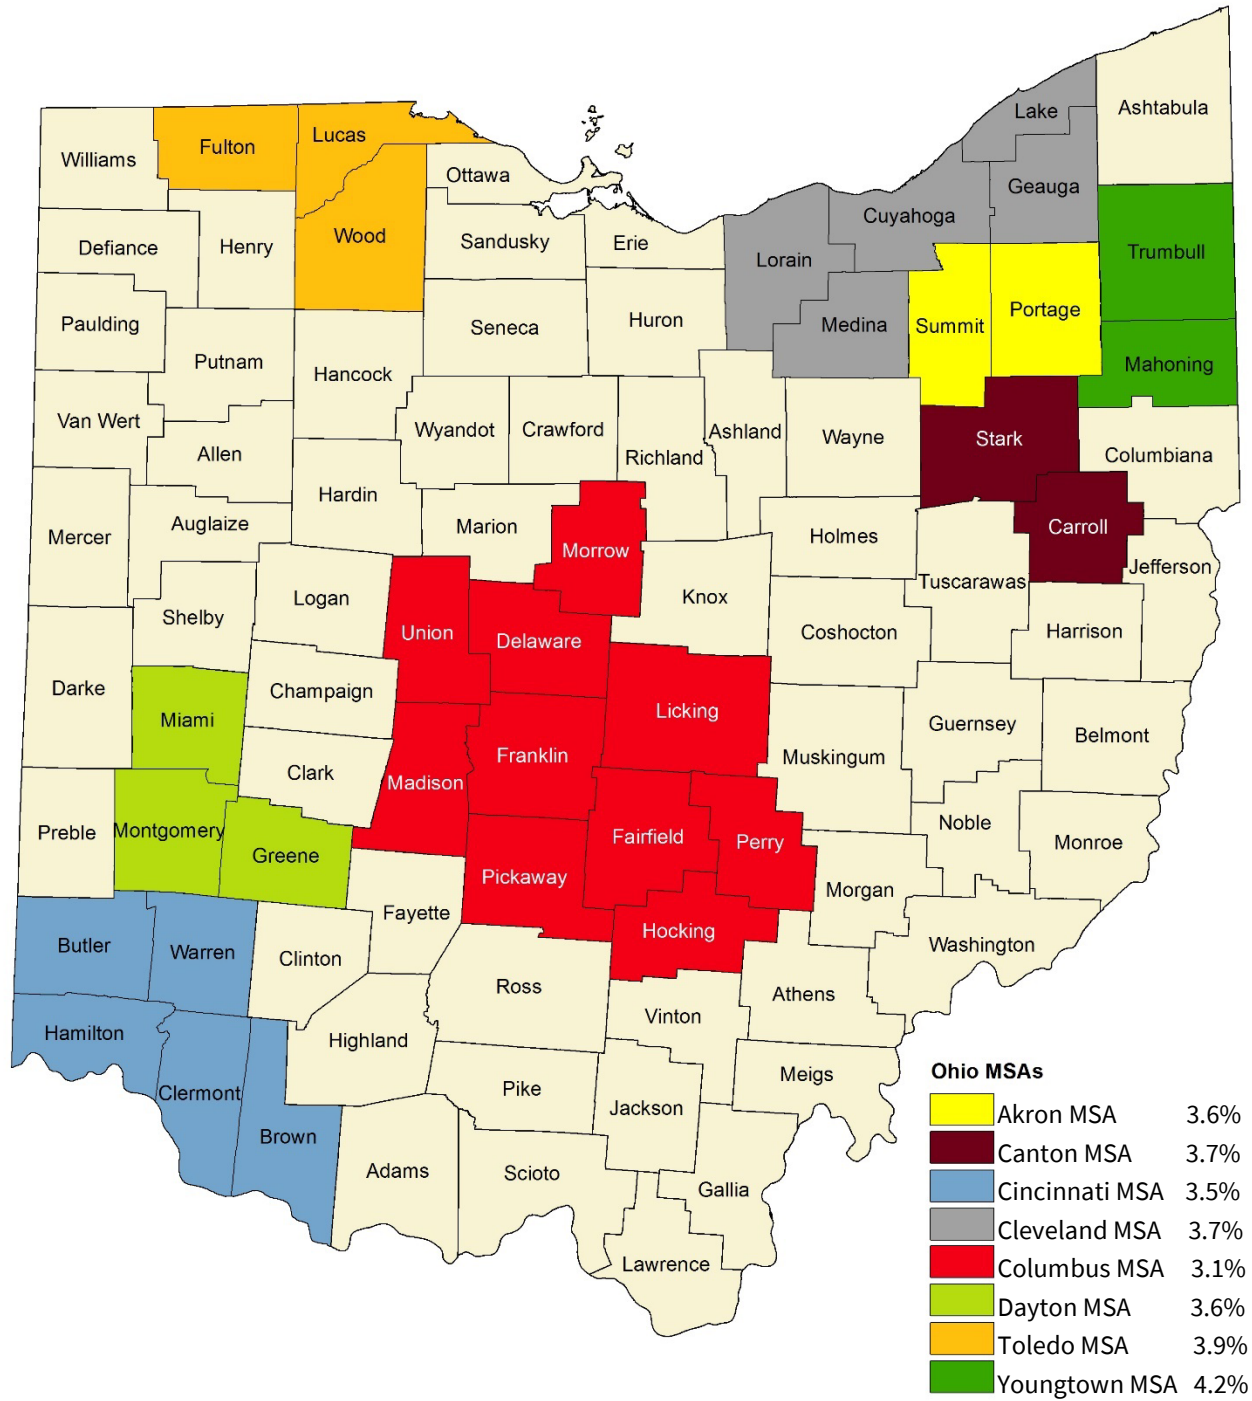 Lake
Ashtabula
Williams
Fulton
Lucas
Ottawa
Geauga
Cuyahoga
Defiance
Henry
Wood
Sandusky
Erie
Lorain
Trumbull
Paulding
Putnam
Seneca
Huron
Medina
Summit
Portage
Mahoning
Hancock
Van Wert
Allen
Wyandot
Crawford
Richland
Ashland
Wayne
Stark
Columbiana
Mercer
Auglaize
Hardin
Marion
Morrow
Holmes
Carroll
Jefferson
Tuscarawas
Shelby
Logan
Union
Delaware
Knox
Coshocton
Harrison
Darke
Miami
Champaign
Licking
Guernsey
Belmont
Clark
Madison
Franklin
Muskingum
Preble
Montgomery
Greene
Fairfield
Perry
Noble
Monroe
Pickaway
Morgan
Fayette
Hocking
Washington
Butler
Warren
Clinton
Ross
Athens
Hamilton
Highland
Vinton
Clermont
Pike
Jackson
Meigs
Brown
Adams
Scioto
Gallia
Lawrence
Ohio MSAs
Akron MSA 3.6%
Canton MSA 3.7%
Cincinnati MSA 3.5%
Cleveland MSA 3.7%
Columbus MSA 3.1%
Dayton MSA 3.6%
Toledo MSA 3.9%
Youngtown MSA 4.2%